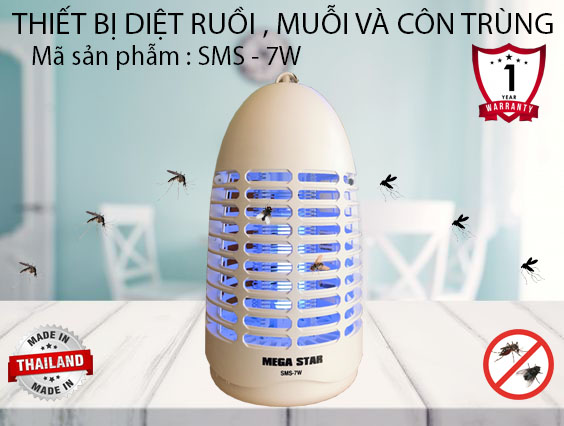 THIẾT BỊ DIỆT RUỒI , MUỖI VÀ CÔN TRÙNG
Mã sản phẫm : SMS - 7W
1
YEAR
WARRANTY
MEGA STAR
SMS-7W
MADE IN
THAILAND
MADE IN